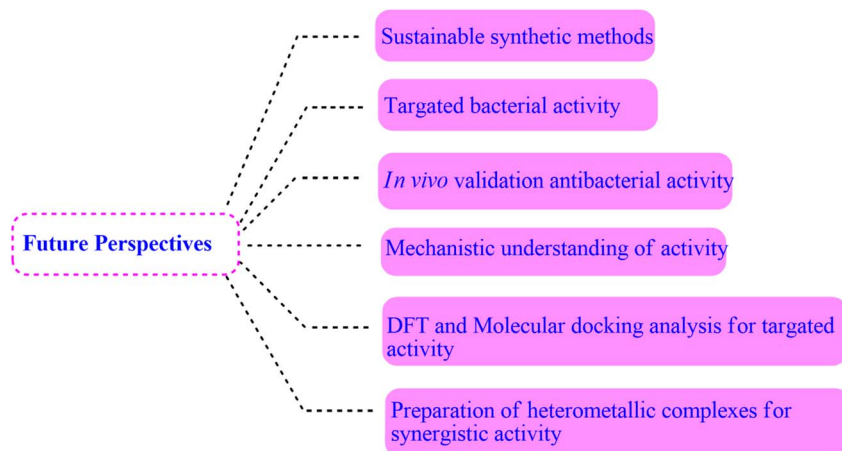 Sustainable synthetic methods
Targated bacterial activity
In vivo validation antibacterial activity
Future Perspectives
Mechanistic understanding of activity
DFT and Molecular docking analysis for targated
activity
Preparation of heterometallic complexes for
synergistic activity